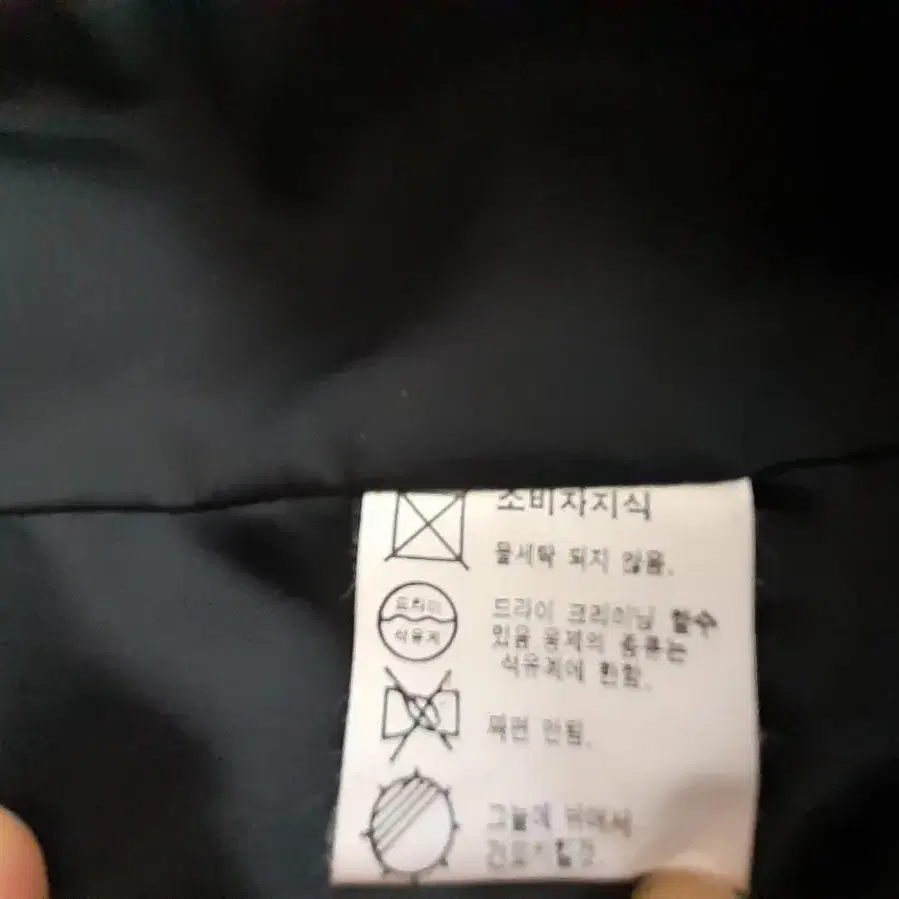 소비자지식
물세탁 되지 않음.
드라이
석유계
드라이 크리이닝 할수
있음 용제의 종류는
석유계에 한함.
짜면 안됨.
그늘에 뉘어서
건조시킬것.